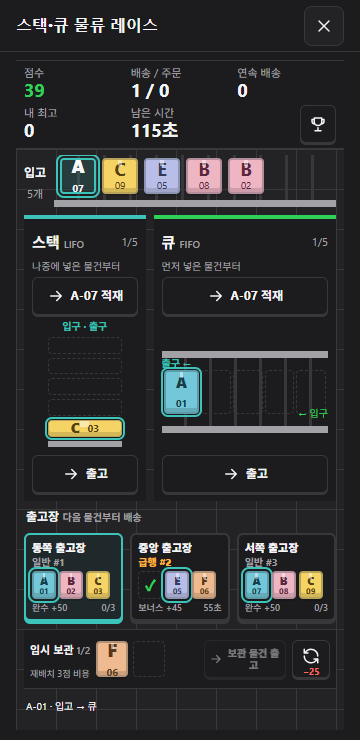 스택·큐 물류 레이스
점수 배송 / 주문 연속 배송
39 1 / 0 0
내 최고 남은 시간
0 115초
입고 5개
A 07 C 09 E 05 B 08 B 02
스택 LIFO 1/5
나중에 넣은 물건부터
→ A-07 적재
입구 · 출구
C 03
→ 출고
큐 FIFO 1/5
먼저 넣은 물건부터
→ A-07 적재
출구 ←
A 01
← 입구
→ 출고
출고장 다음 물건부터 배송
동쪽 출고장
일반 #1
A 01 B 02 C 03
완수 +50 0/3
중앙 출고장
급행 #2
✓ E 05 F 06
보너스 +45 55초
서쪽 출고장
일반 #3
A 07 B 08 C 09
완수 +50 0/3
임시 보관 1/2
재배치 3점 비용
F 06
→ 보관 물건 출
고
-25
A-01 · 입고 → 큐